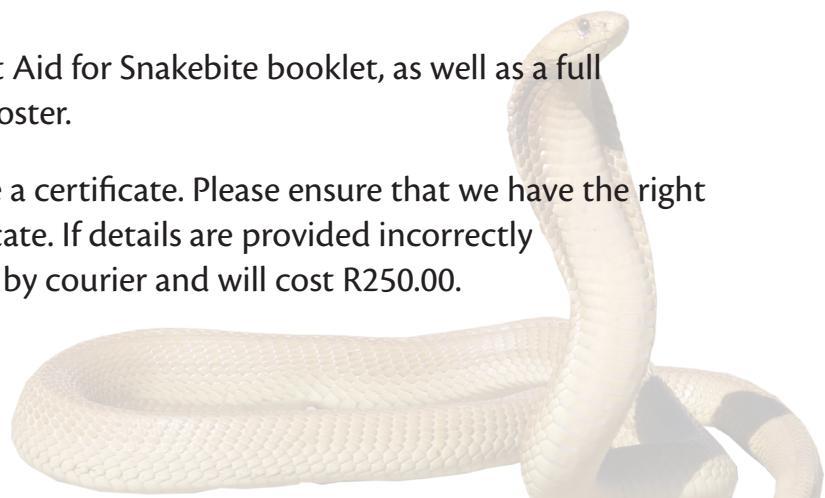 Aid for Snakebite booklet, as well as a full
oster.
a certificate. Please ensure that we have the right
cate. If details are provided incorrectly
by courier and will cost R250.00.